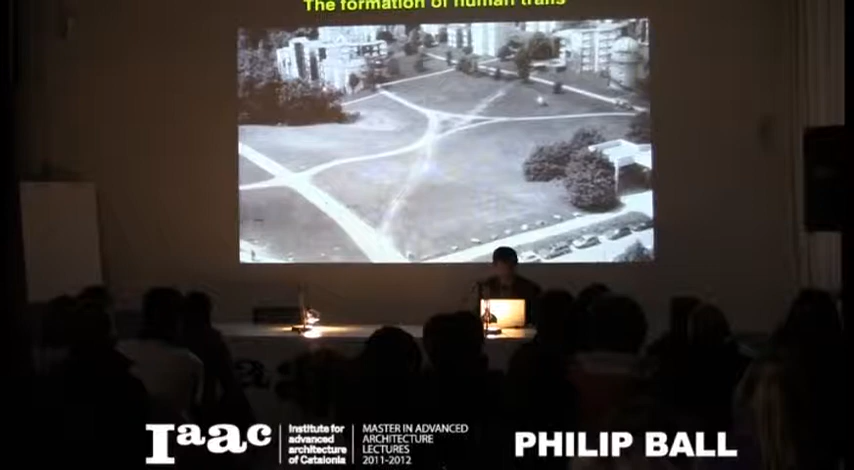 The formation of human trails
Iaac
Institute for
advanced
architecture
of Catalonia
MASTER IN ADVANCED
ARCHITECTURE
LECTURES
2011-2012
PHILIP BALL